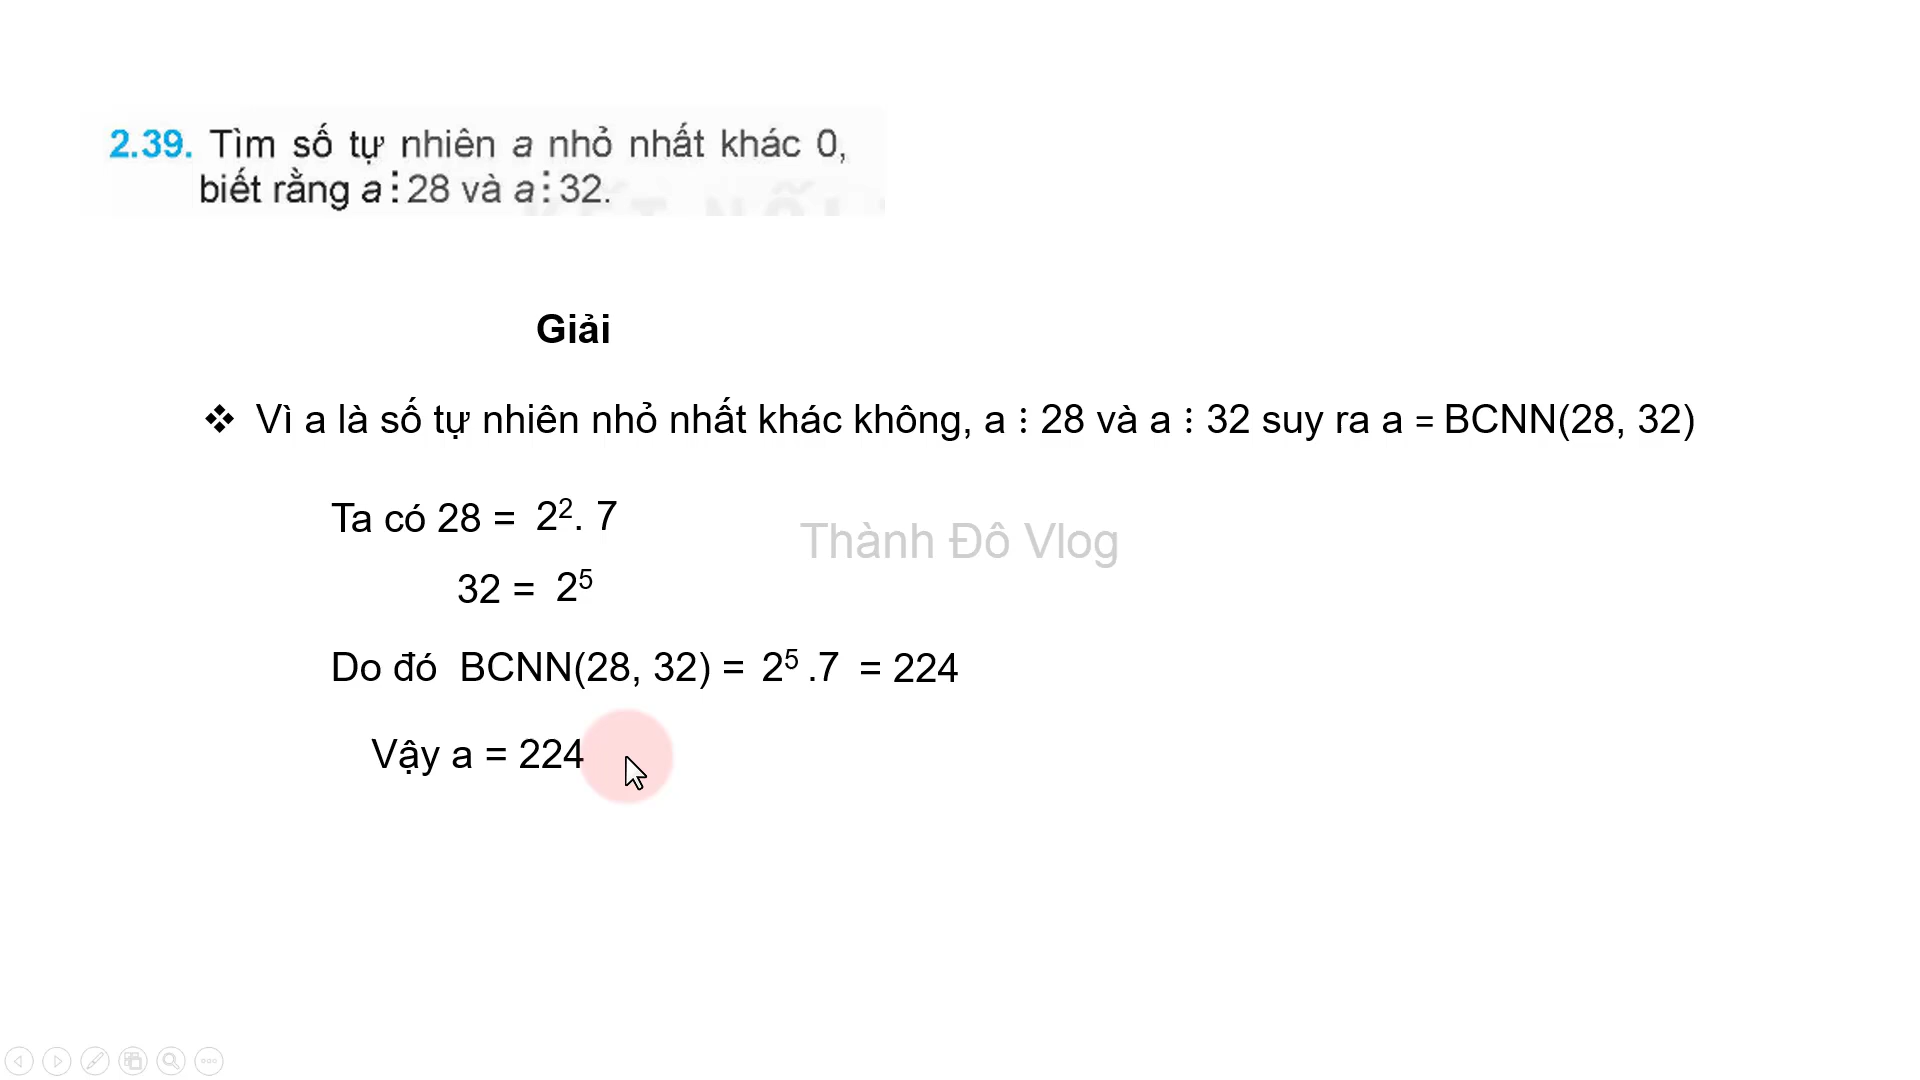 2.39. Tìm số tự nhiên a nhỏ nhất khác 0,
biết rằng a⋮28 và a⋮32.
Giải
❖ Vì a là số tự nhiên nhỏ nhất khác không, a ⋮ 28 và a ⋮ 32 suy ra a = BCNN(28, 32)
Ta có 28 = 2². 7
Thành Đô Vlog
32 = 2⁵
Do đó BCNN(28, 32) = 2⁵ .7 = 224
Vậy a = 224